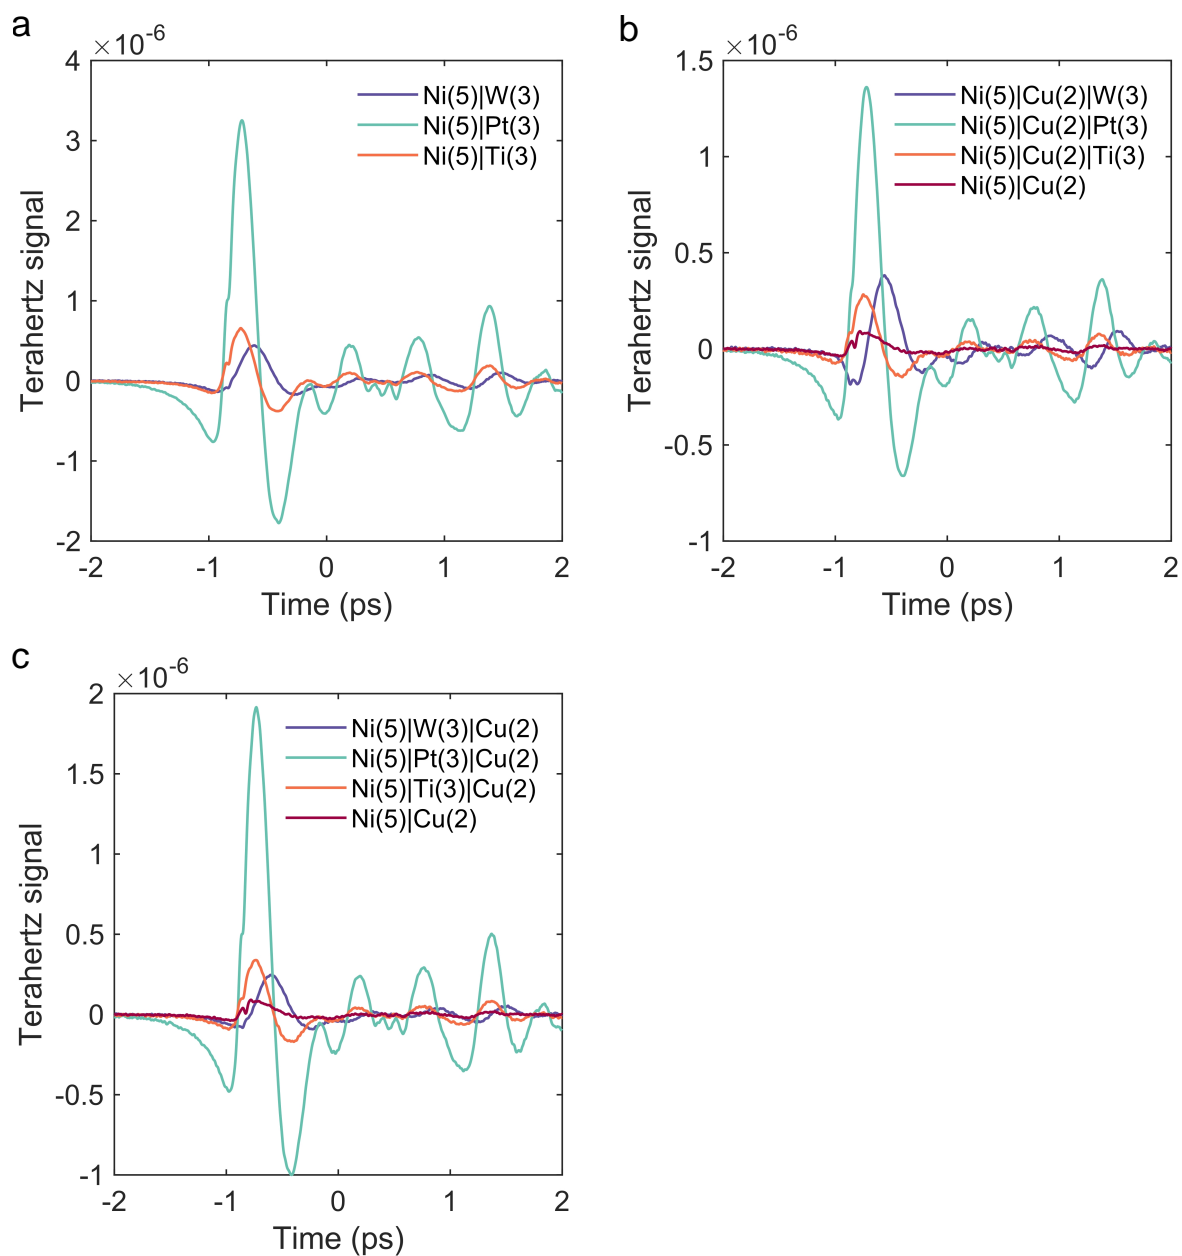 a
×10-6
4
3
2
1
0
-1
-2
Terahertz signal
Ni(5)|W(3)
Ni(5)|Pt(3)
Ni(5)|Ti(3)
-2 -1 0 1 2
Time (ps)
b
×10-6
1.5
1
0.5
0
-0.5
-1
Terahertz signal
Ni(5)|Cu(2)|W(3)
Ni(5)|Cu(2)|Pt(3)
Ni(5)|Cu(2)|Ti(3)
Ni(5)|Cu(2)
-2 -1 0 1 2
Time (ps)
c
×10-6
2
1.5
1
0.5
0
-0.5
-1
Terahertz signal
Ni(5)|W(3)|Cu(2)
Ni(5)|Pt(3)|Cu(2)
Ni(5)|Ti(3)|Cu(2)
Ni(5)|Cu(2)
-2 -1 0 1 2
Time (ps)